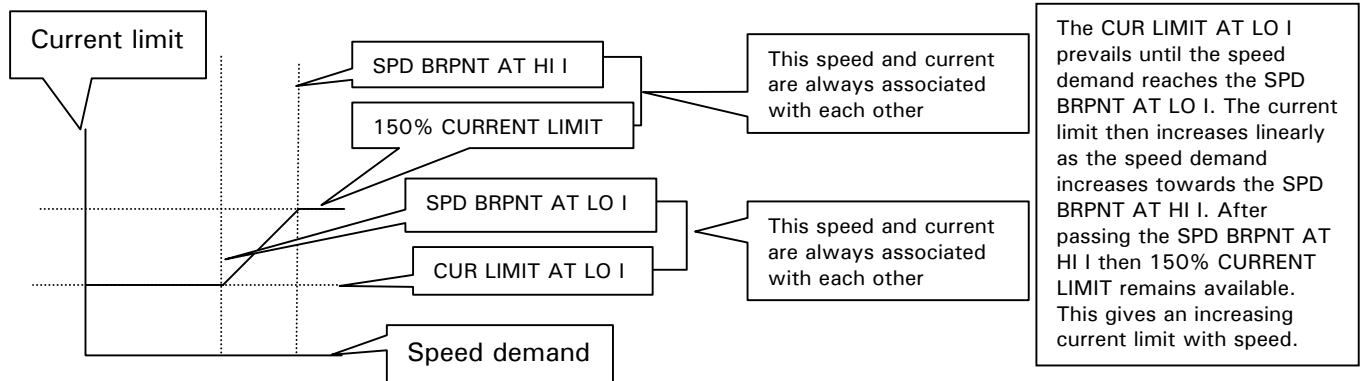 Current limit
SPD BRPNT AT HI I
150% CURRENT LIMIT
SPD BRPNT AT LO I
CUR LIMIT AT LO I
Speed demand
This speed and current
are always associated
with each other
This speed and current
are always associated
with each other
The CUR LIMIT AT LO I
prevails until the speed
demand reaches the SPD
BRPNT AT LO I. The current
limit then increases linearly
as the speed demand
increases towards the SPD
BRPNT AT HI I. After
passing the SPD BRPNT AT
HI I then 150% CURRENT
LIMIT remains available.
This gives an increasing
current limit with speed.